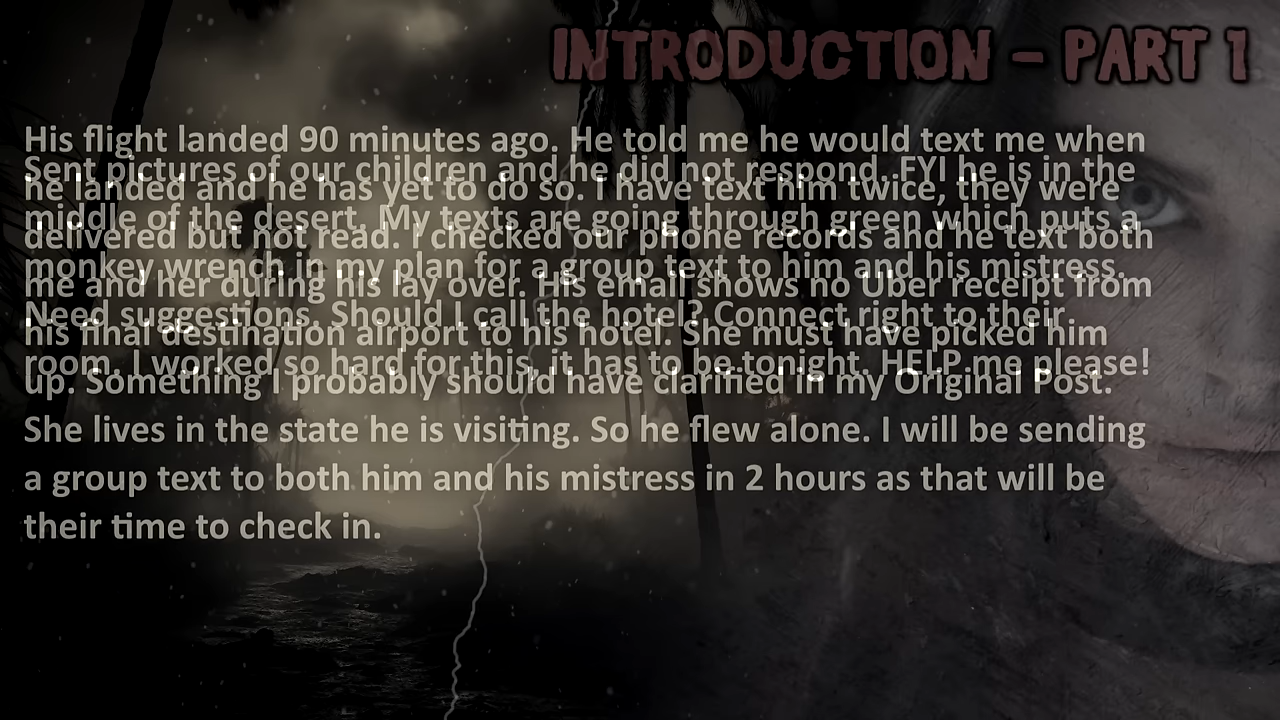 INTRODUCTION - PART 1
His flight landed 90 minutes ago. He told me he would text me when
he landed and he has yet to do so. I have text him twice, they were
delivered but not read. I checked our phone records and he text both
me and her during his lay over. His email shows no Uber receipt from
his final destination airport to his hotel. She must have picked him
up. Something I probably should have clarified in my Original Post.
She lives in the state he is visiting. So he flew alone. I will be sending
a group text to both him and his mistress in 2 hours as that will be
their time to check in.
Sent pictures of our children and he did not respond. FYI he is in the
middle of the desert. My texts are going through green which puts a
monkey wrench in my plan for a group text to him and his mistress.
Need suggestions. Should I call the hotel? Connect right to their
room. I worked so hard for this, it has to be tonight. HELP me please!